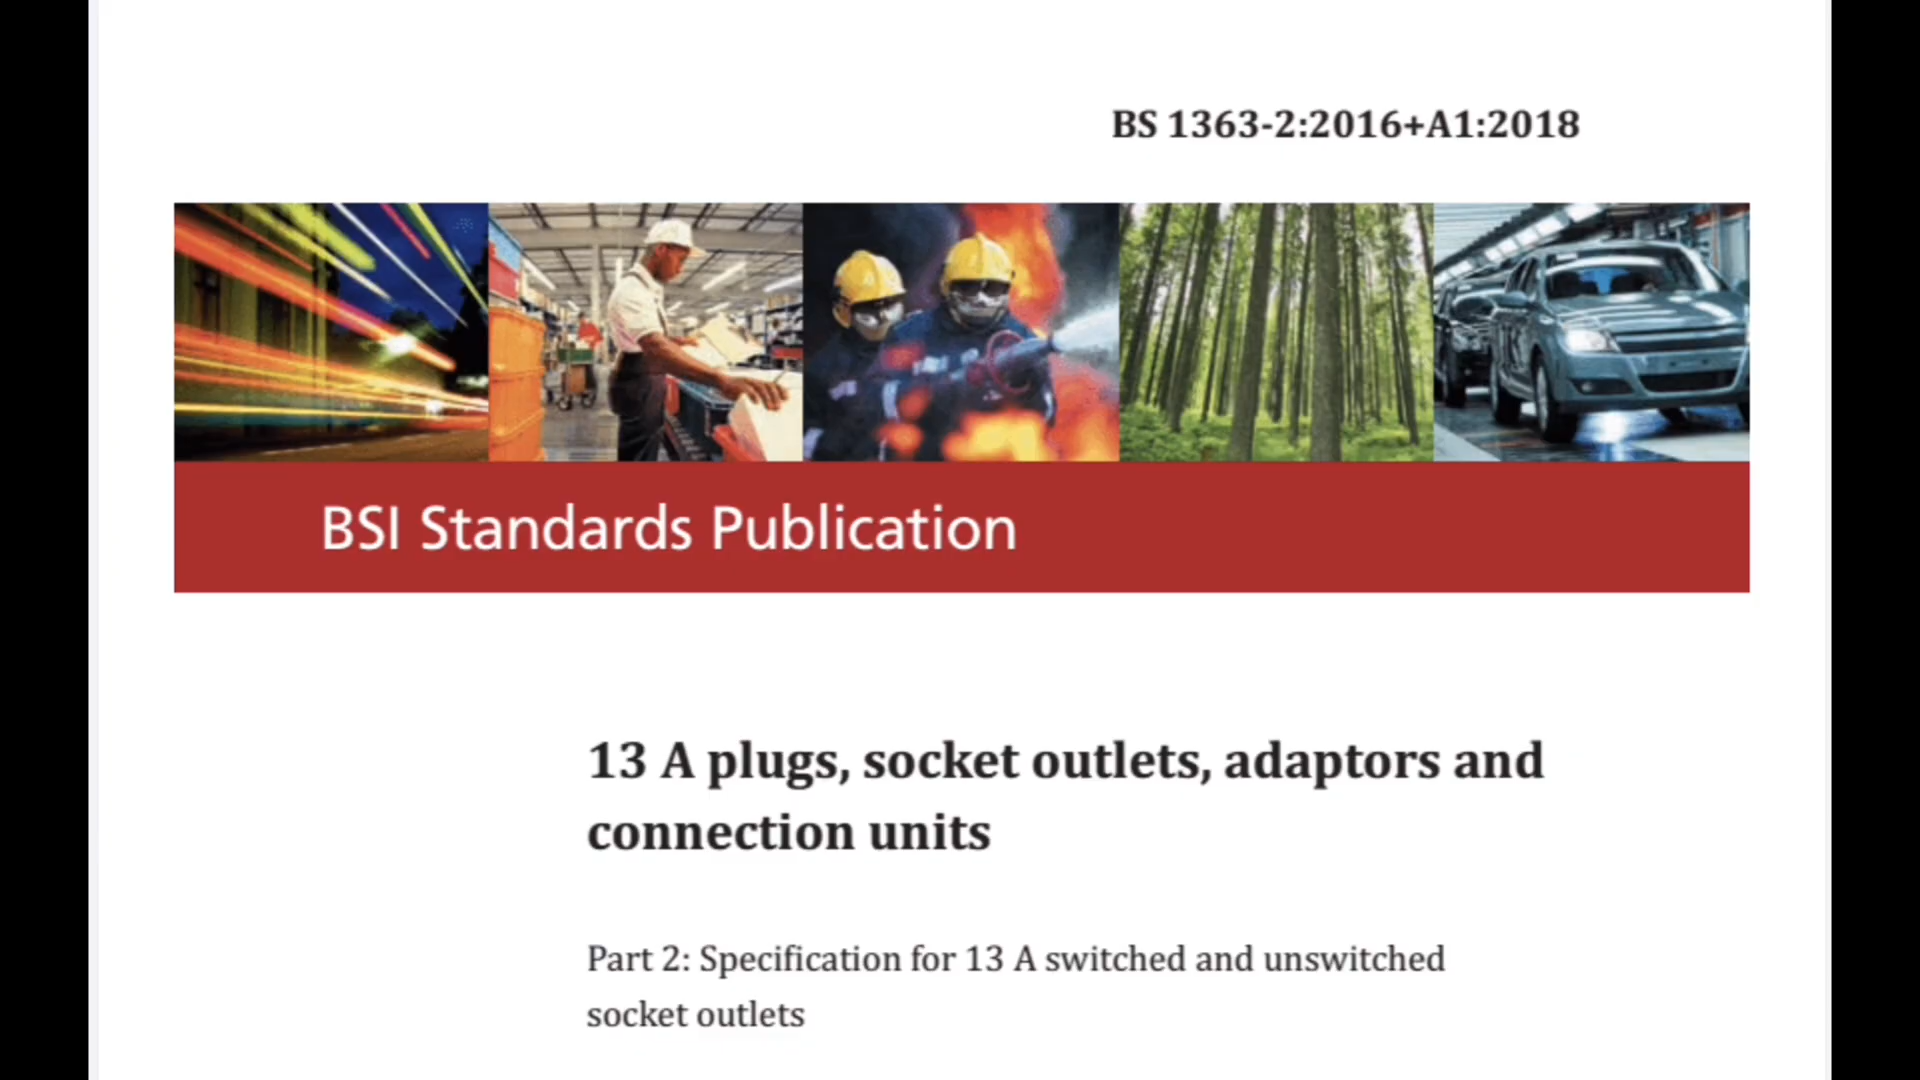 BS 1363-2:2016+A1:2018
BSI Standards Publication
13 A plugs, socket outlets, adaptors and
connection units
Part 2: Specification for 13 A switched and unswitched
socket outlets